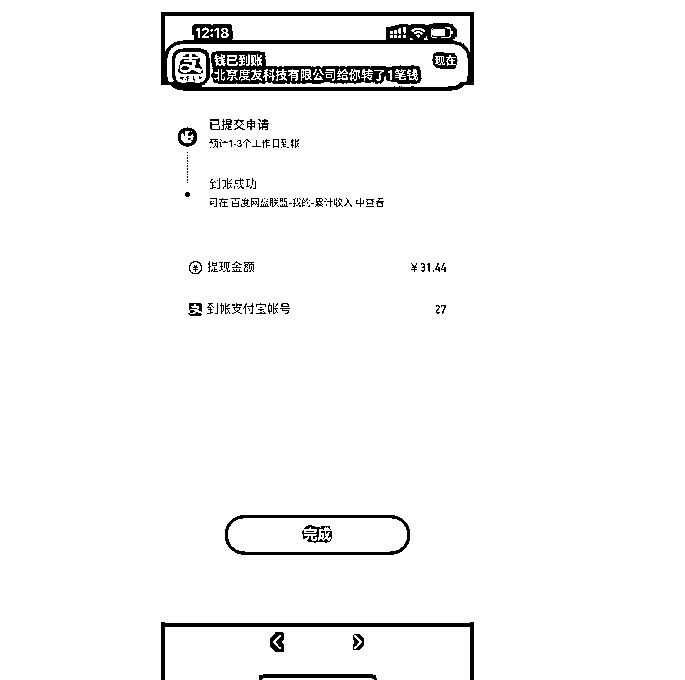 12:18
钱已到账
现在
北京度友科技有限公司给你转了1笔钱
已提交申请
预计1-3个工作日到账
到账成功
可在 百度网盘联盟-我的-累计收入 中查看
提现金额
¥31.44
到账支付宝账号
27
完成